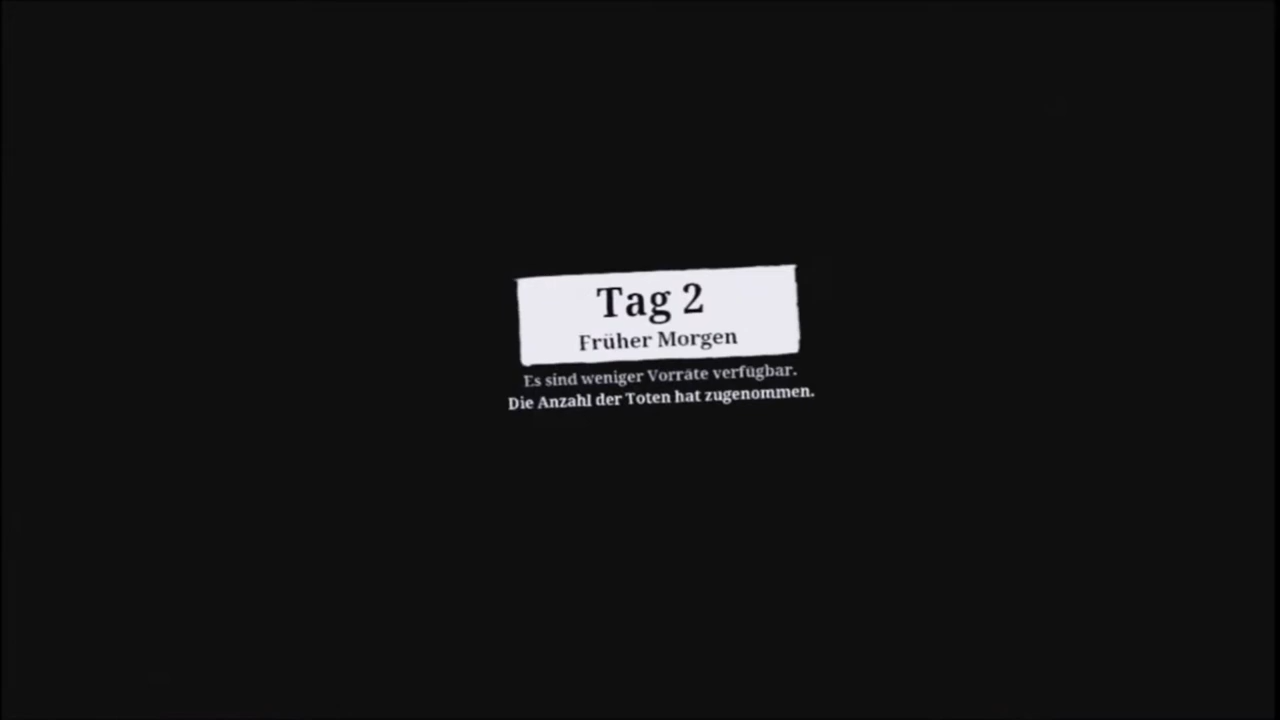 Tag 2
Früher Morgen
Es sind weniger Vorräte verfügbar.
Die Anzahl der Toten hat zugenommen.